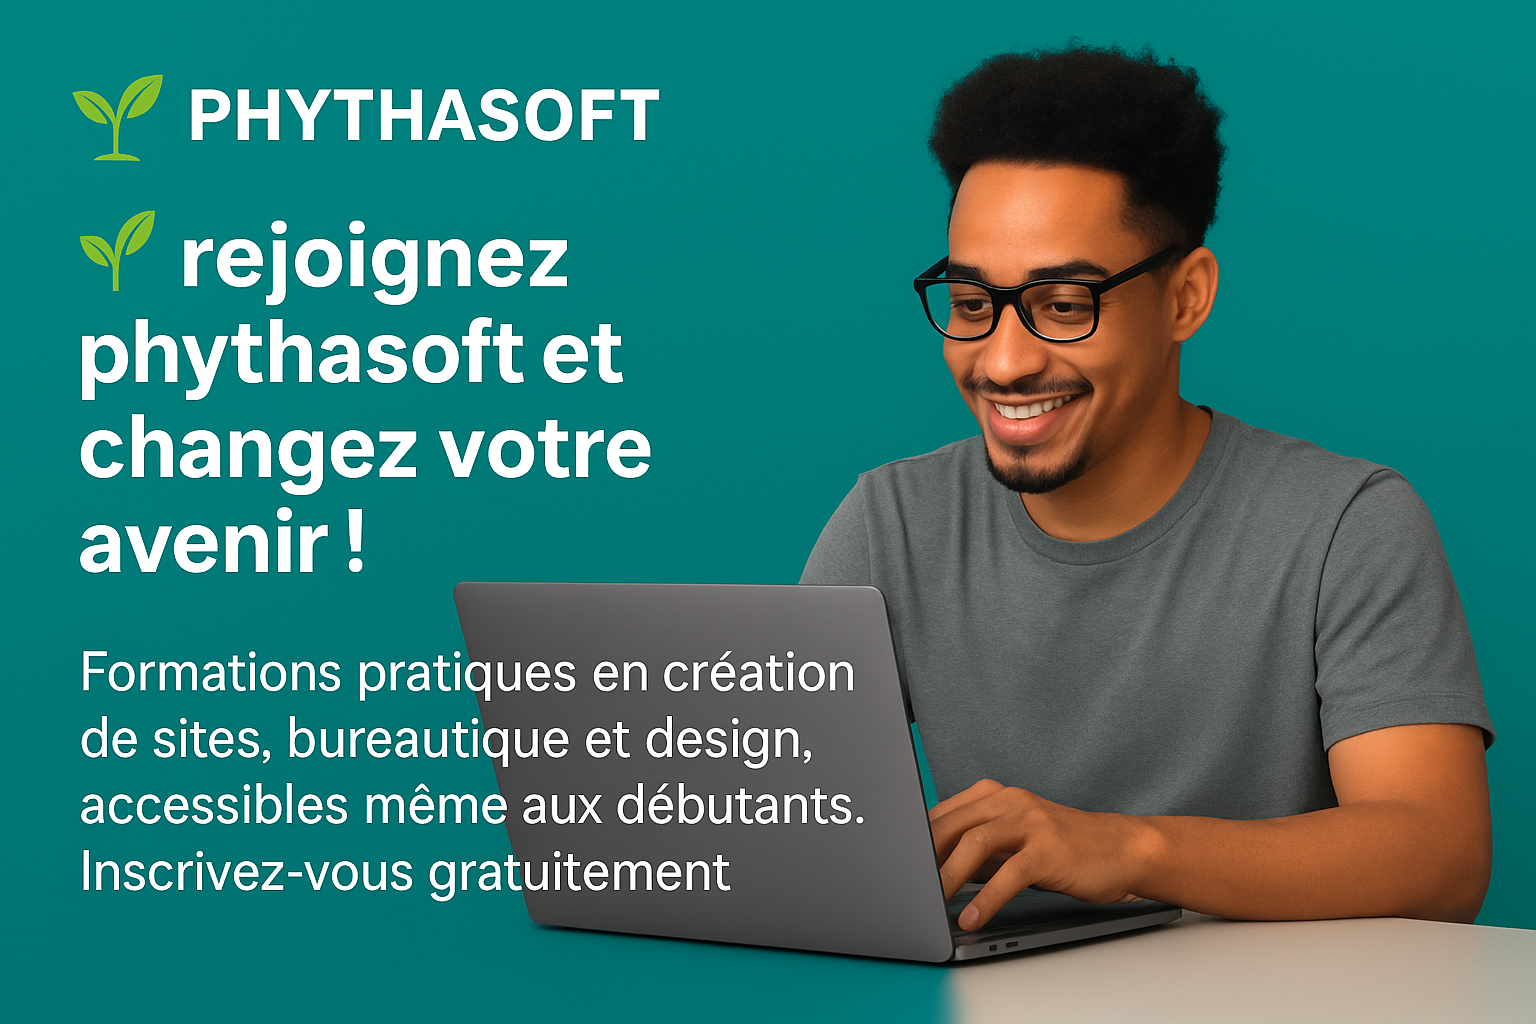 PHYTHASOFT
rejoignez
phythasoft et
changez votre
avenir !
Formations pratiques en création
de sites, bureautique et design,
accessibles même aux débutants.
Inscrivez-vous gratuitement